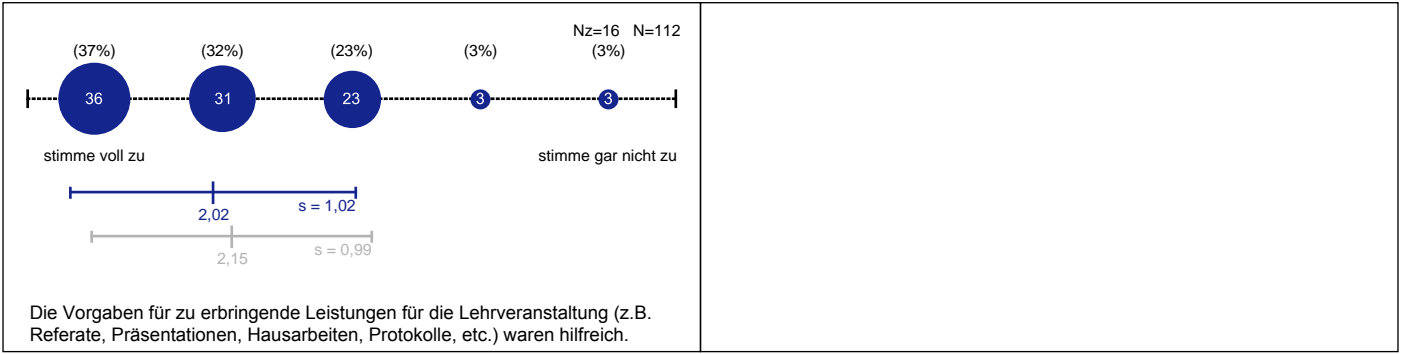 Nz=16 N=112
(37%) (32%) (23%) (3%) (3%)
36 31 23 3 3
stimme voll zu stimme gar nicht zu
2,02 s = 1,02
2,15 s = 0,99
Die Vorgaben für zu erbringende Leistungen für die Lehrveranstaltung (z.B.
Referate, Präsentationen, Hausarbeiten, Protokolle, etc.) waren hilfreich.